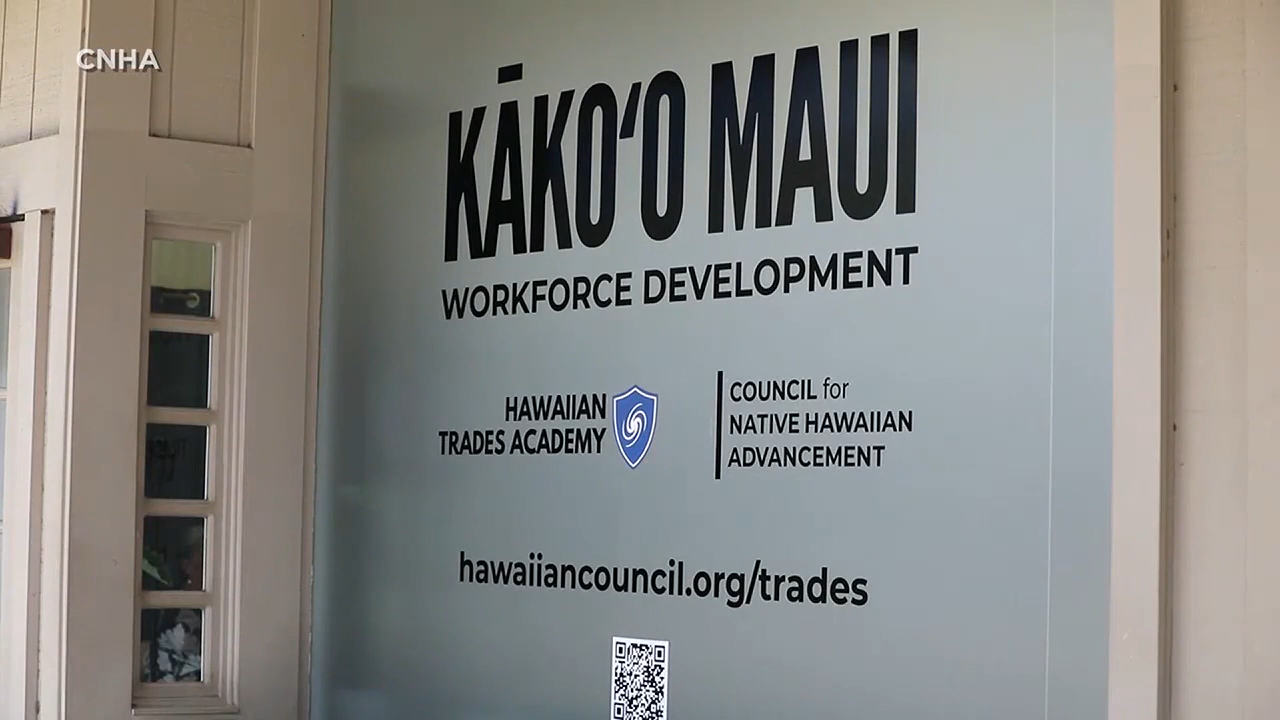 CNHA
KĀKOʻO MAUI
WORKFORCE DEVELOPMENT
HAWAIIAN
TRADES ACADEMY
COUNCIL for
NATIVE HAWAIIAN
ADVANCEMENT
hawaiiancouncil.org/trades